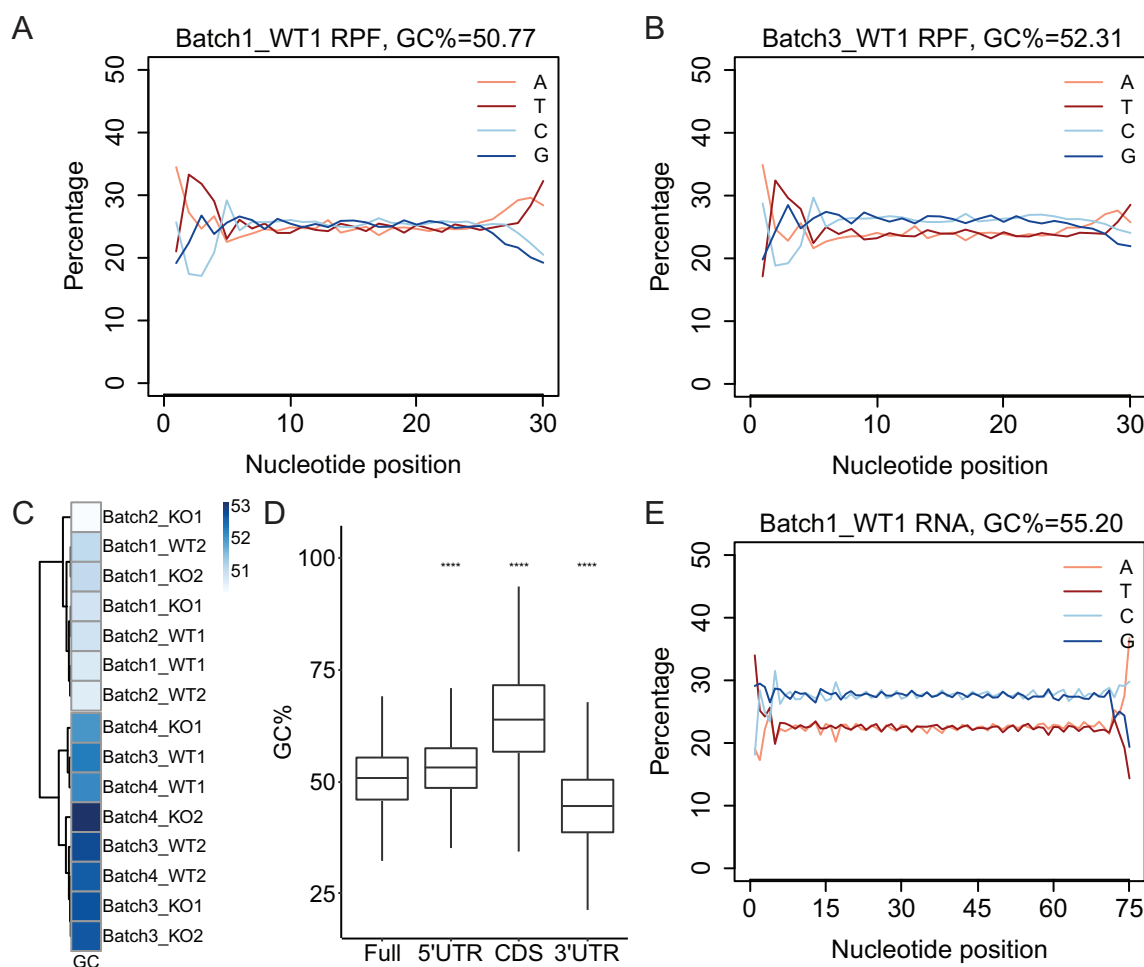 A
Batch1_WT1 RPF, GC%=50.77
Percentage
50
40
30
20
10
0
A
T
C
G
0 10 20 30
Nucleotide position
B
Batch3_WT1 RPF, GC%=52.31
Percentage
50
40
30
20
10
0
A
T
C
G
0 10 20 30
Nucleotide position
C
Batch2_KO1
Batch1_WT2
Batch1_KO2
Batch1_KO1
Batch2_WT1
Batch1_WT1
Batch2_WT2
Batch4_KO1
Batch3_WT1
Batch4_WT1
Batch4_KO2
Batch3_WT2
Batch4_WT2
Batch3_KO1
Batch3_KO2
GC
53
52
51
D
GC%
100
75
50
25
**** **** ****
Full 5'UTR CDS 3'UTR
E
Batch1_WT1 RNA, GC%=55.20
Percentage
50
40
30
20
10
0
A
T
C
G
0 15 30 45 60 75
Nucleotide position